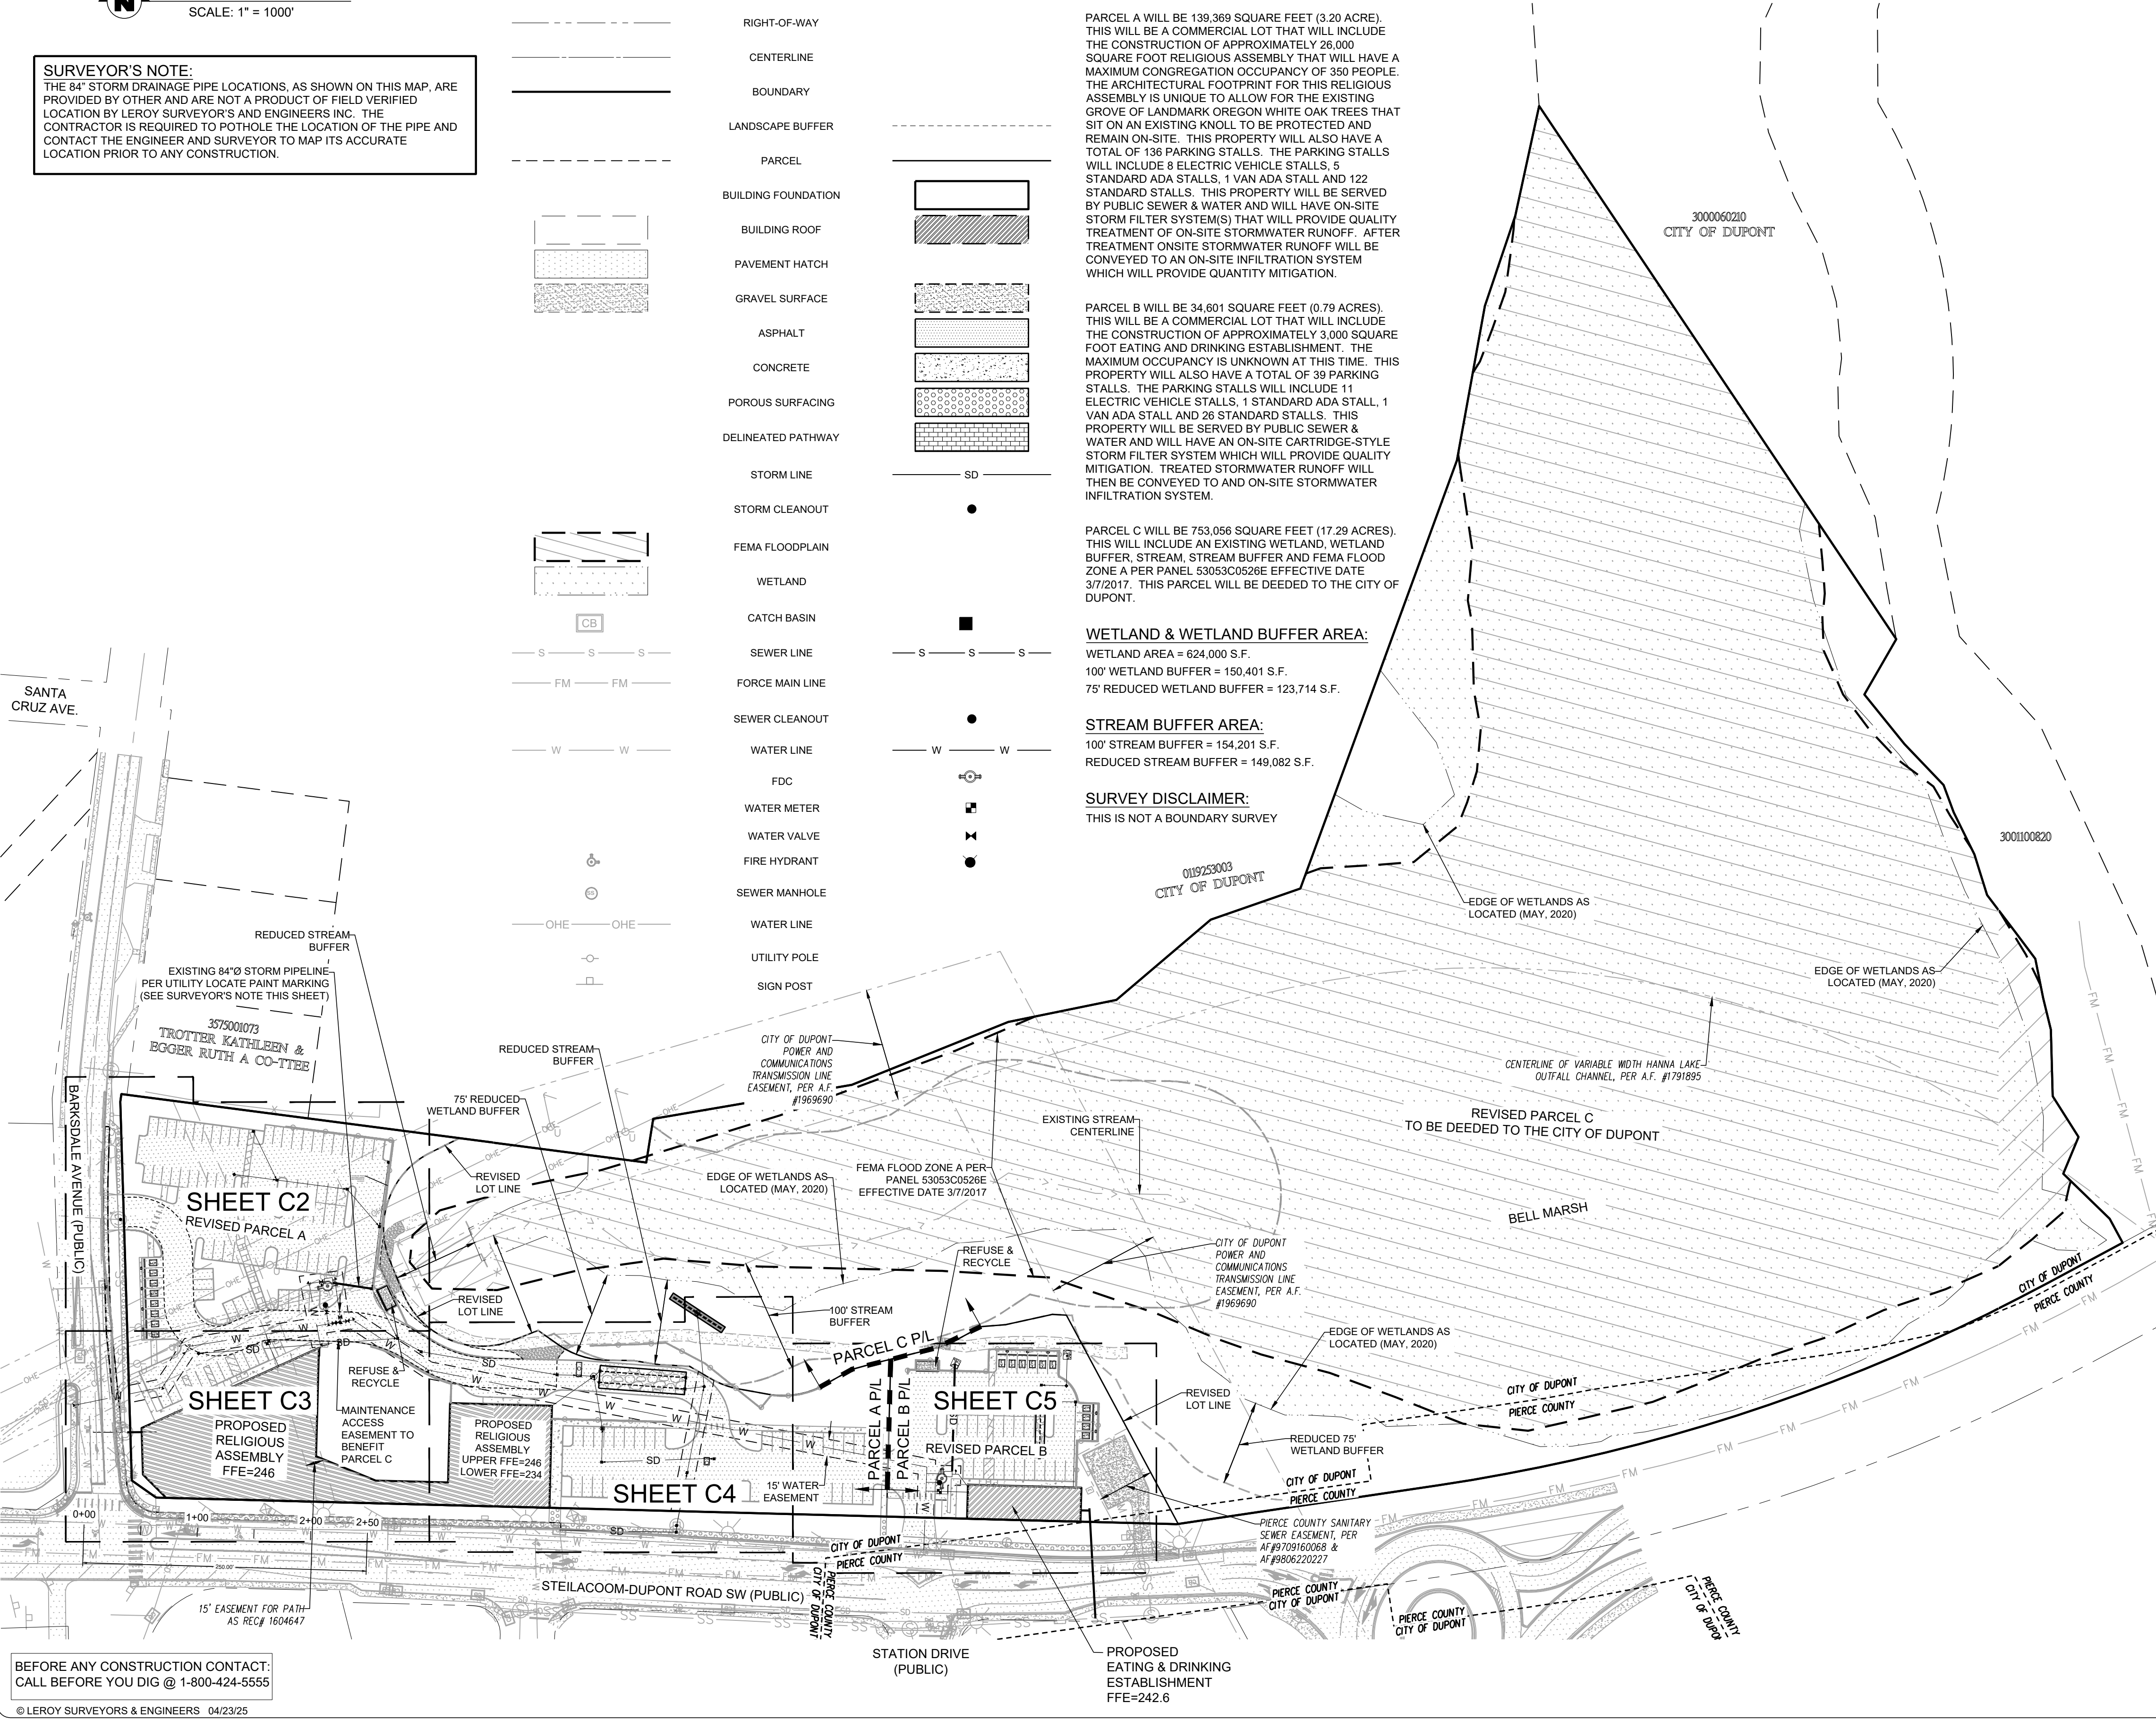 N
SCALE: 1" = 1000'
SURVEYOR'S NOTE:
THE 84" STORM DRAINAGE PIPE LOCATIONS, AS SHOWN ON THIS MAP, ARE
PROVIDED BY OTHER AND ARE NOT A PRODUCT OF FIELD VERIFIED
LOCATION BY LEROY SURVEYOR'S AND ENGINEERS INC. THE
CONTRACTOR IS REQUIRED TO POTHOLE THE LOCATION OF THE PIPE AND
CONTACT THE ENGINEER AND SURVEYOR TO MAP ITS ACCURATE
LOCATION PRIOR TO ANY CONSTRUCTION.
RIGHT-OF-WAY
CENTERLINE
BOUNDARY
LANDSCAPE BUFFER
PARCEL
BUILDING FOUNDATION
BUILDING ROOF
PAVEMENT HATCH
GRAVEL SURFACE
ASPHALT
CONCRETE
POROUS SURFACING
DELINEATED PATHWAY
STORM LINE
SD
STORM CLEANOUT
FEMA FLOODPLAIN
WETLAND
CB
CATCH BASIN
S S S
SEWER LINE
S S S
FM FM
FORCE MAIN LINE
SEWER CLEANOUT
W W
WATER LINE
W W
FDC
WATER METER
WATER VALVE
FIRE HYDRANT
SS
SEWER MANHOLE
OHE OHE
WATER LINE
UTILITY POLE
SIGN POST
PARCEL A WILL BE 139,369 SQUARE FEET (3.20 ACRE).
THIS WILL BE A COMMERCIAL LOT THAT WILL INCLUDE
THE CONSTRUCTION OF APPROXIMATELY 26,000
SQUARE FOOT RELIGIOUS ASSEMBLY THAT WILL HAVE A
MAXIMUM CONGREGATION OCCUPANCY OF 350 PEOPLE.
THE ARCHITECTURAL FOOTPRINT FOR THIS RELIGIOUS
ASSEMBLY IS UNIQUE TO ALLOW FOR THE EXISTING
GROVE OF LANDMARK OREGON WHITE OAK TREES THAT
SIT ON AN EXISTING KNOLL TO BE PROTECTED AND
REMAIN ON-SITE. THIS PROPERTY WILL ALSO HAVE A
TOTAL OF 136 PARKING STALLS. THE PARKING STALLS
WILL INCLUDE 8 ELECTRIC VEHICLE STALLS, 5
STANDARD ADA STALLS, 1 VAN ADA STALL AND 122
STANDARD STALLS. THIS PROPERTY WILL BE SERVED
BY PUBLIC SEWER & WATER AND WILL HAVE ON-SITE
STORM FILTER SYSTEM(S) THAT WILL PROVIDE QUALITY
TREATMENT OF ON-SITE STORMWATER RUNOFF. AFTER
TREATMENT ONSITE STORMWATER RUNOFF WILL BE
CONVEYED TO AN ON-SITE INFILTRATION SYSTEM
WHICH WILL PROVIDE QUANTITY MITIGATION.
PARCEL B WILL BE 34,601 SQUARE FEET (0.79 ACRES).
THIS WILL BE A COMMERCIAL LOT THAT WILL INCLUDE
THE CONSTRUCTION OF APPROXIMATELY 3,000 SQUARE
FOOT EATING AND DRINKING ESTABLISHMENT. THE
MAXIMUM OCCUPANCY IS UNKNOWN AT THIS TIME. THIS
PROPERTY WILL ALSO HAVE A TOTAL OF 39 PARKING
STALLS. THE PARKING STALLS WILL INCLUDE 11
ELECTRIC VEHICLE STALLS, 1 STANDARD ADA STALL, 1
VAN ADA STALL AND 26 STANDARD STALLS. THIS
PROPERTY WILL BE SERVED BY PUBLIC SEWER &
WATER AND WILL HAVE AN ON-SITE CARTRIDGE-STYLE
STORM FILTER SYSTEM WHICH WILL PROVIDE QUALITY
MITIGATION. TREATED STORMWATER RUNOFF WILL
THEN BE CONVEYED TO AND ON-SITE STORMWATER
INFILTRATION SYSTEM.
PARCEL C WILL BE 753,056 SQUARE FEET (17.29 ACRES).
THIS WILL INCLUDE AN EXISTING WETLAND, WETLAND
BUFFER, STREAM, STREAM BUFFER AND FEMA FLOOD
ZONE A PER PANEL 53053C0526E EFFECTIVE DATE
3/7/2017. THIS PARCEL WILL BE DEEDED TO THE CITY OF
DUPONT.
WETLAND & WETLAND BUFFER AREA:
WETLAND AREA = 624,000 S.F.
100' WETLAND BUFFER = 150,401 S.F.
75' REDUCED WETLAND BUFFER = 123,714 S.F.
STREAM BUFFER AREA:
100' STREAM BUFFER = 154,201 S.F.
REDUCED STREAM BUFFER = 149,082 S.F.
SURVEY DISCLAIMER:
THIS IS NOT A BOUNDARY SURVEY
3000060210
CITY OF DUPONT
3001100820
0119253003
CITY OF DUPONT
EDGE OF WETLANDS AS
LOCATED (MAY, 2020)
EDGE OF WETLANDS AS
LOCATED (MAY, 2020)
CENTERLINE OF VARIABLE WIDTH HANNA LAKE
OUTFALL CHANNEL, PER A.F. #1791895
REVISED PARCEL C
TO BE DEEDED TO THE CITY OF DUPONT
BELL MARSH
SANTA
CRUZ AVE.
REDUCED STREAM
BUFFER
EXISTING 84"Ø STORM PIPELINE
PER UTILITY LOCATE PAINT MARKING
(SEE SURVEYOR'S NOTE THIS SHEET)
3575001073
TROTTER KATHLEEN &
EGGER RUTH A CO-TTEE
REDUCED STREAM
BUFFER
75' REDUCED
WETLAND BUFFER
CITY OF DUPONT
POWER AND
COMMUNICATIONS
TRANSMISSION LINE
EASEMENT, PER A.F.
#1969690
EXISTING STREAM
CENTERLINE
REVISED
LOT LINE
EDGE OF WETLANDS AS
LOCATED (MAY, 2020)
FEMA FLOOD ZONE A PER
PANEL 53053C0526E
EFFECTIVE DATE 3/7/2017
BARKSDALE AVENUE (PUBLIC)
SHEET C2
REVISED PARCEL A
REVISED
LOT LINE
REFUSE &
RECYCLE
100' STREAM
BUFFER
CITY OF DUPONT
POWER AND
COMMUNICATIONS
TRANSMISSION LINE
EASEMENT, PER A.F.
#1969690
CITY OF DUPONT
PIERCE COUNTY
EDGE OF WETLANDS AS
LOCATED (MAY, 2020)
PARCEL C P/L
REFUSE &
RECYCLE
SHEET C3
PROPOSED
RELIGIOUS
ASSEMBLY
FFE=246
MAINTENANCE
ACCESS
EASEMENT TO
BENEFIT
PARCEL C
PROPOSED
RELIGIOUS
ASSEMBLY
UPPER FFE=246
LOWER FFE=234
SHEET C4
15' WATER
EASEMENT
PARCEL A P/L
PARCEL B P/L
SHEET C5
REVISED PARCEL B
REVISED
LOT LINE
REDUCED 75'
WETLAND BUFFER
CITY OF DUPONT
PIERCE COUNTY
CITY OF DUPONT
PIERCE COUNTY
0+00
1+00
2+00
2+50
250.00'
CITY OF DUPONT
PIERCE COUNTY
PIERCE COUNTY
CITY OF DUPONT
STEILACOOM-DUPONT ROAD SW (PUBLIC)
PIERCE COUNTY SANITARY
SEWER EASEMENT, PER
AF#9709160068 &
AF#9806220227
PIERCE COUNTY
CITY OF DUPONT
PIERCE COUNTY
CITY OF DUPONT
PIERCE COUNTY
15' EASEMENT FOR PATH
AS REC# 1604647
STATION DRIVE
(PUBLIC)
PROPOSED
EATING & DRINKING
ESTABLISHMENT
FFE=242.6
BEFORE ANY CONSTRUCTION CONTACT:
CALL BEFORE YOU DIG @ 1-800-424-5555
© LEROY SURVEYORS & ENGINEERS 04/23/25